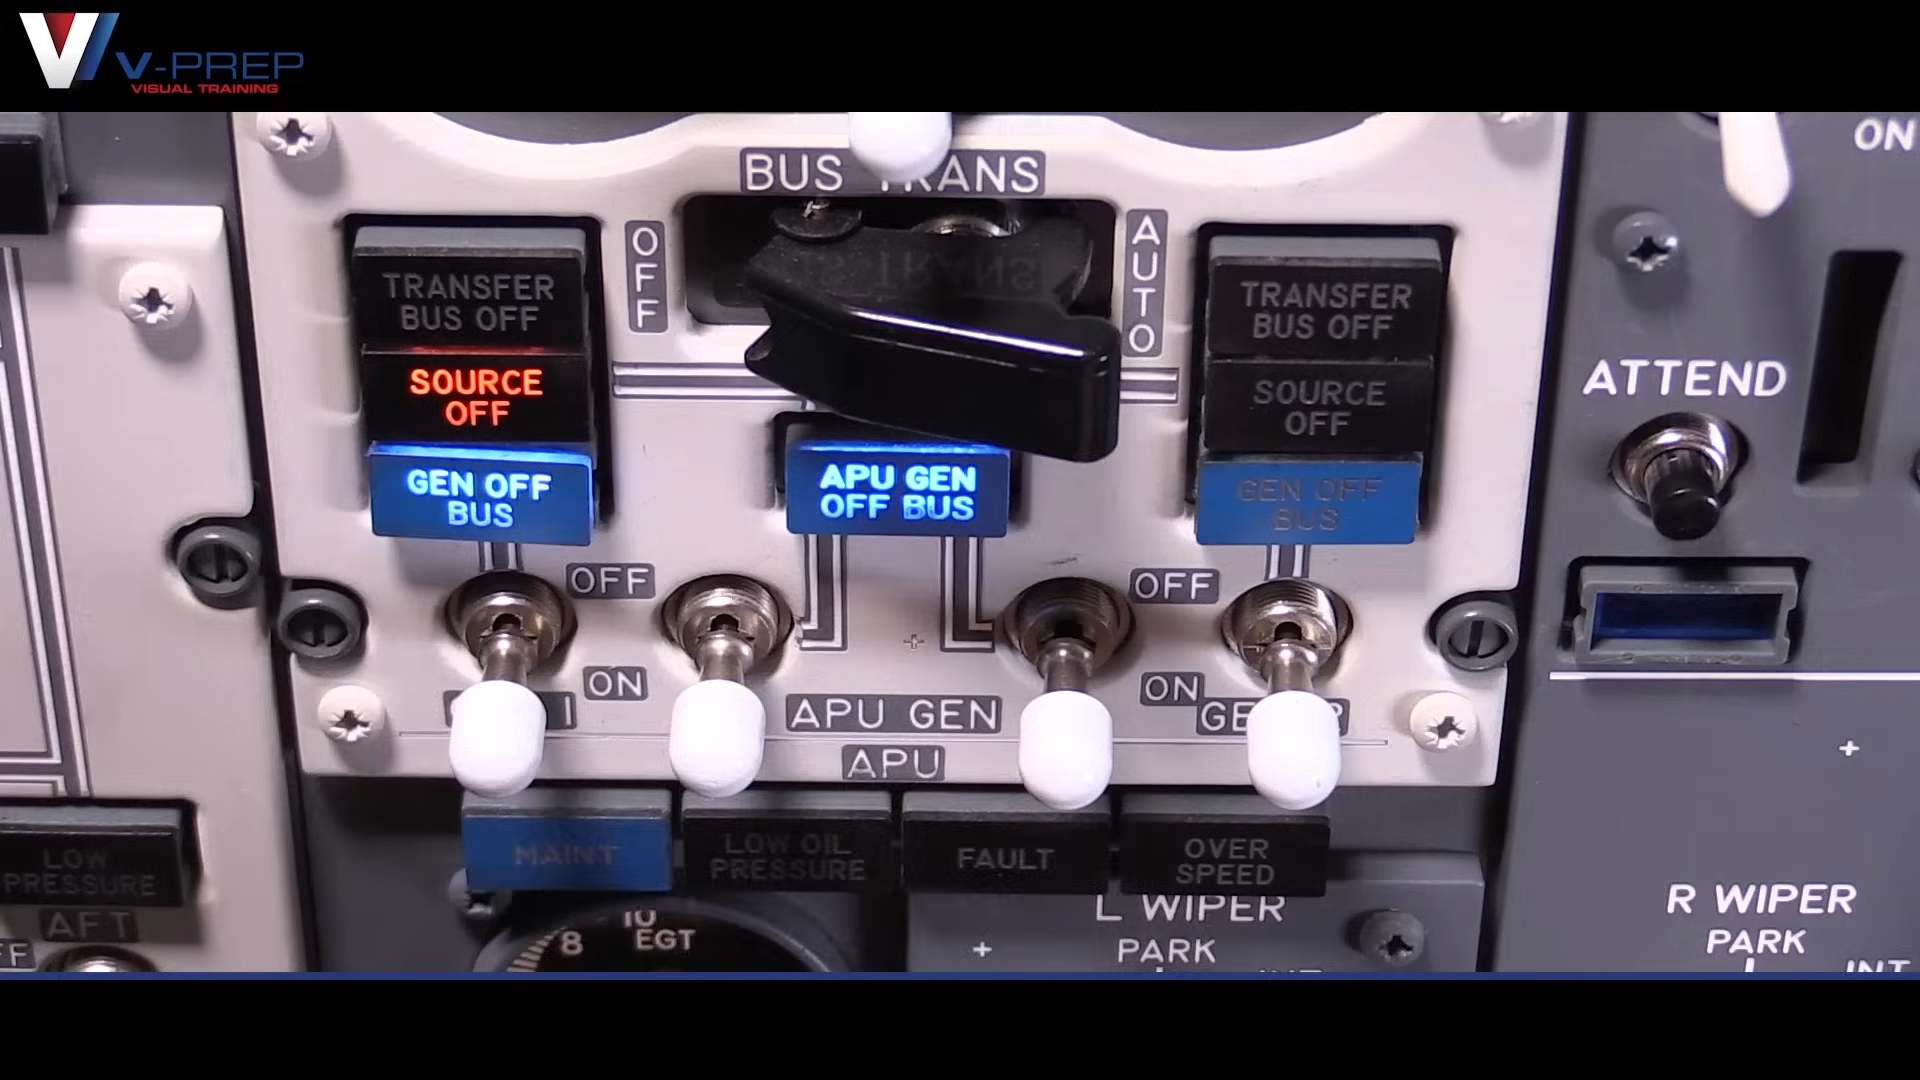 V-PREP
VISUAL TRAINING
ON
BUS TRANS
OFF
AUTO
TRANSFER
BUS OFF
SOURCE
OFF
GEN OFF
BUS
APU GEN
OFF BUS
TRANSFER
BUS OFF
SOURCE
OFF
GEN OFF
BUS
ATTEND
OFF
OFF
ON
ON
APU GEN
APU
MAINT
LOW OIL
PRESSURE
FAULT
OVER
SPEED
LOW
PRESSURE
AFT
10
8
EGT
L WIPER
PARK
R WIPER
PARK
INT